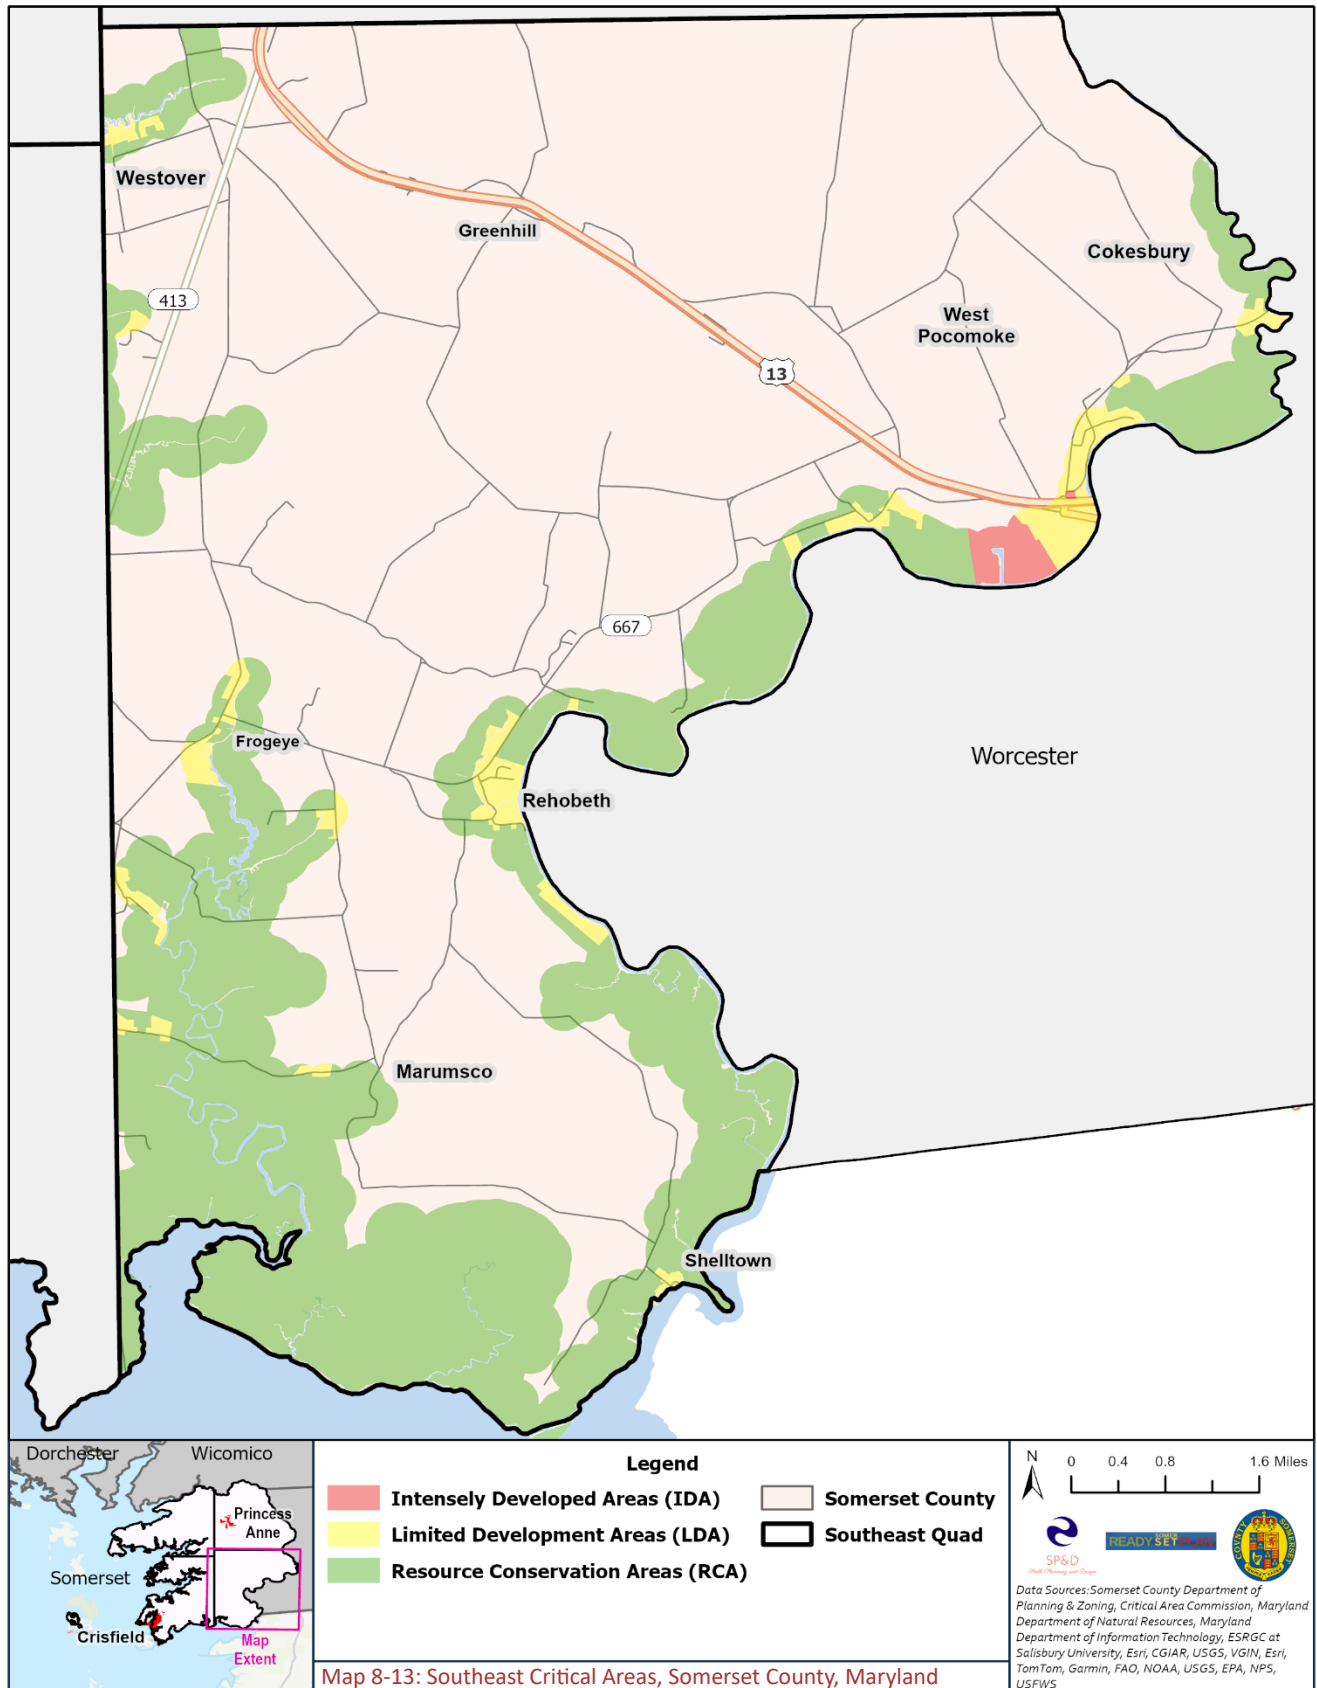 Westover
Greenhill
Cokesbury
413
West
Pocomoke
13
667
Frogeye
Worcester
Rehobeth
Marumsco
Shelltown
Dorchester
Wicomico
Princess
Anne
Somerset
Crisfield
Map
Extent
Legend
Intensely Developed Areas (IDA)
Limited Development Areas (LDA)
Resource Conservation Areas (RCA)
Somerset County
Southeast Quad
Map 8-13: Southeast Critical Areas, Somerset County, Maryland
N
0 0.4 0.8 1.6 Miles
SP&D
READY SOMERSET PLAN
COUNTY SOMERSET
Data Sources:Somerset County Department of
Planning & Zoning, Critical Area Commission, Maryland
Department of Natural Resources, Maryland
Department of Information Technology, ESRGC at
Salisbury University, Esri, CGIAR, USGS, VGIN, Esri,
TomTom, Garmin, FAO, NOAA, USGS, EPA, NPS,
USFWS